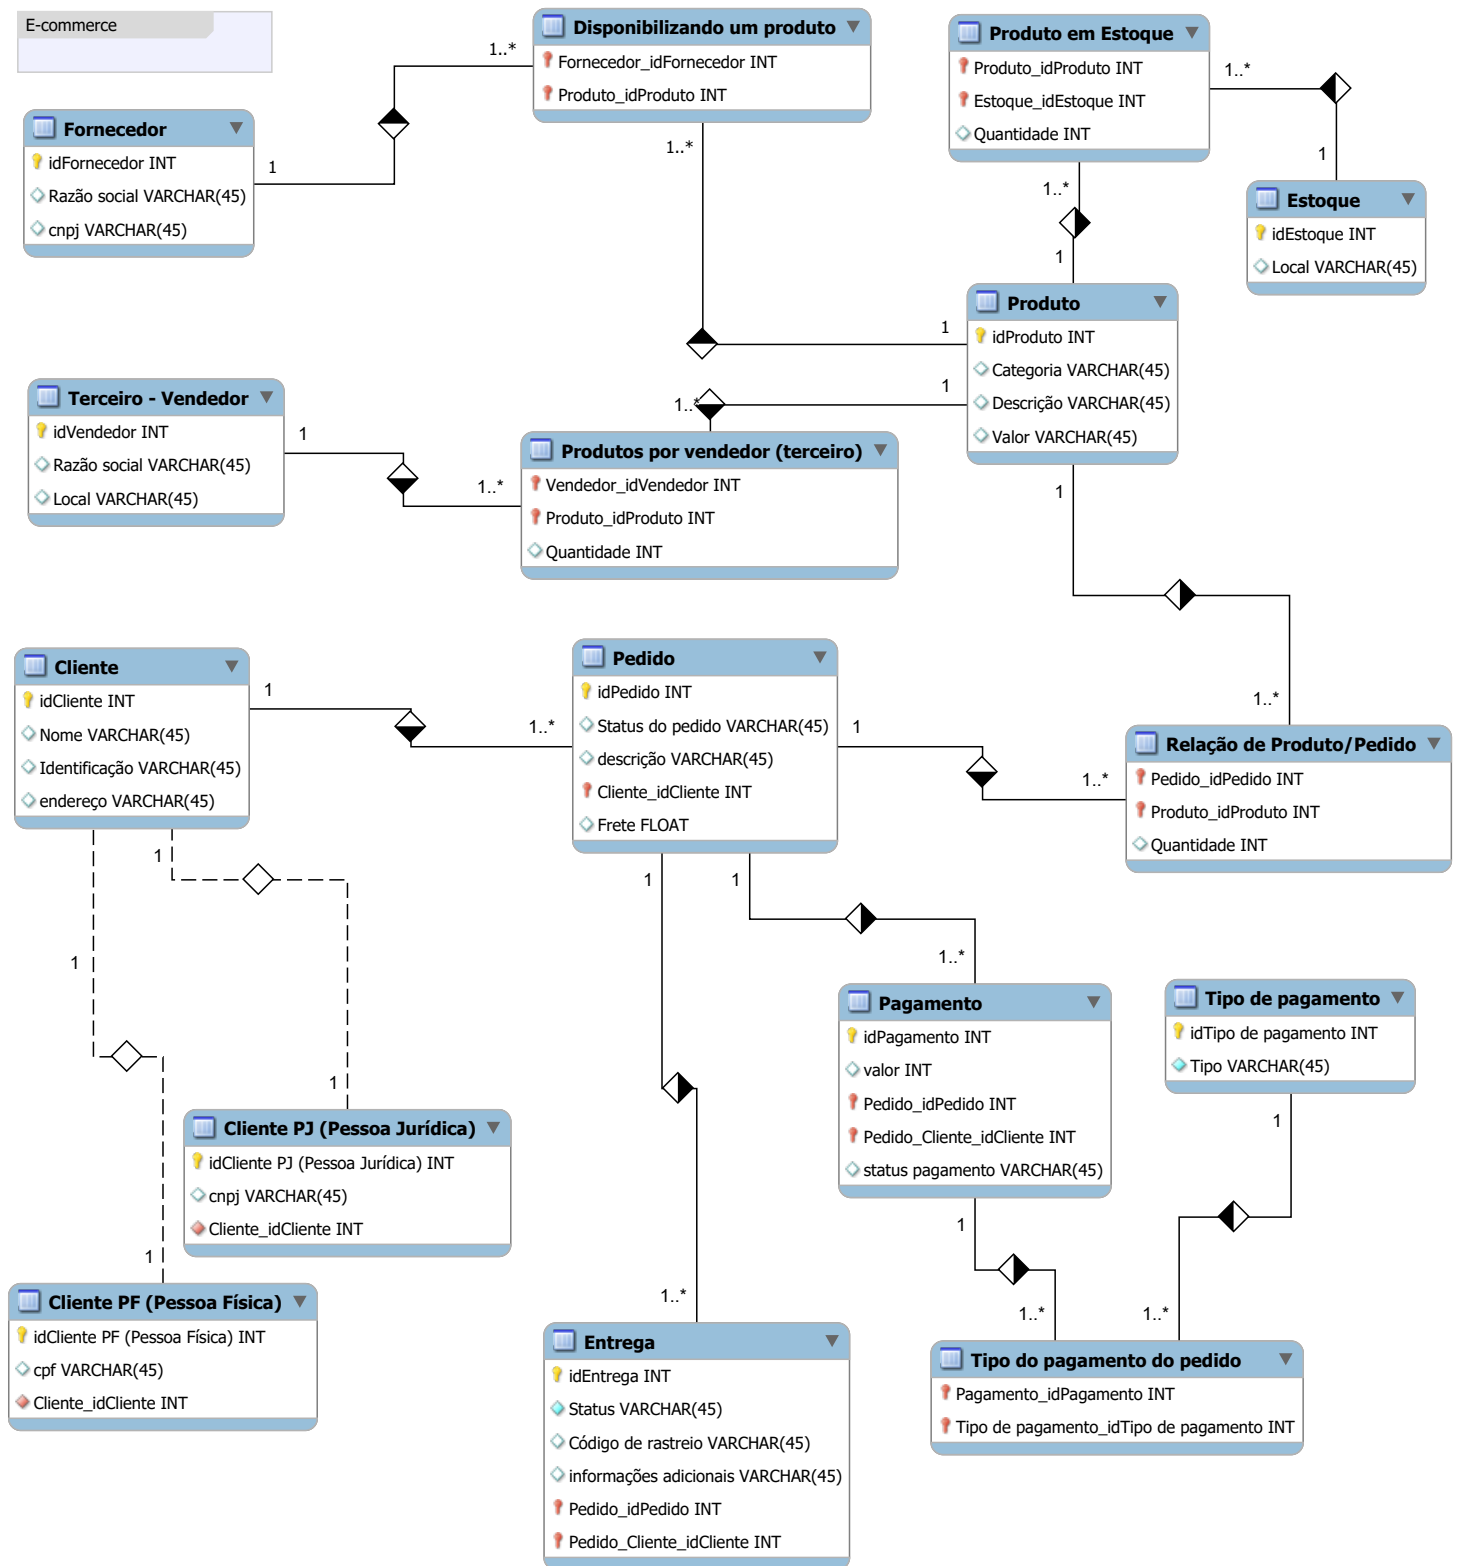 E-commerce
Disponibilizando um produto
Fornecedor_idFornecedor INT
Produto_idProduto INT
1..*
1..*
Produto em Estoque
Produto_idProduto INT
Estoque_idEstoque INT
Quantidade INT
1..*
1
1..*
1
Fornecedor
idFornecedor INT
Razão social VARCHAR(45)
cnpj VARCHAR(45)
1
Estoque
idEstoque INT
Local VARCHAR(45)
Produto
idProduto INT
Categoria VARCHAR(45)
Descrição VARCHAR(45)
Valor VARCHAR(45)
1
1
1
Terceiro - Vendedor
idVendedor INT
Razão social VARCHAR(45)
Local VARCHAR(45)
1
1..*
1..*
Produtos por vendedor (terceiro)
Vendedor_idVendedor INT
Produto_idProduto INT
Quantidade INT
Cliente
idCliente INT
Nome VARCHAR(45)
Identificação VARCHAR(45)
endereço VARCHAR(45)
1
1..*
Pedido
idPedido INT
Status do pedido VARCHAR(45)
descrição VARCHAR(45)
Cliente_idCliente INT
Frete FLOAT
1
1..*
1..*
Relação de Produto/Pedido
Pedido_idPedido INT
Produto_idProduto INT
Quantidade INT
1
1
1
1
1
1
1..*
1..*
Pagamento
idPagamento INT
valor INT
Pedido_idPedido INT
Pedido_Cliente_idCliente INT
status pagamento VARCHAR(45)
Tipo de pagamento
idTipo de pagamento INT
Tipo VARCHAR(45)
1
1
Cliente PJ (Pessoa Jurídica)
idCliente PJ (Pessoa Jurídica) INT
cnpj VARCHAR(45)
Cliente_idCliente INT
Cliente PF (Pessoa Física)
idCliente PF (Pessoa Física) INT
cpf VARCHAR(45)
Cliente_idCliente INT
Entrega
idEntrega INT
Status VARCHAR(45)
Código de rastreio VARCHAR(45)
informações adicionais VARCHAR(45)
Pedido_idPedido INT
Pedido_Cliente_idCliente INT
1..*
1..*
Tipo do pagamento do pedido
Pagamento_idPagamento INT
Tipo de pagamento_idTipo de pagamento INT